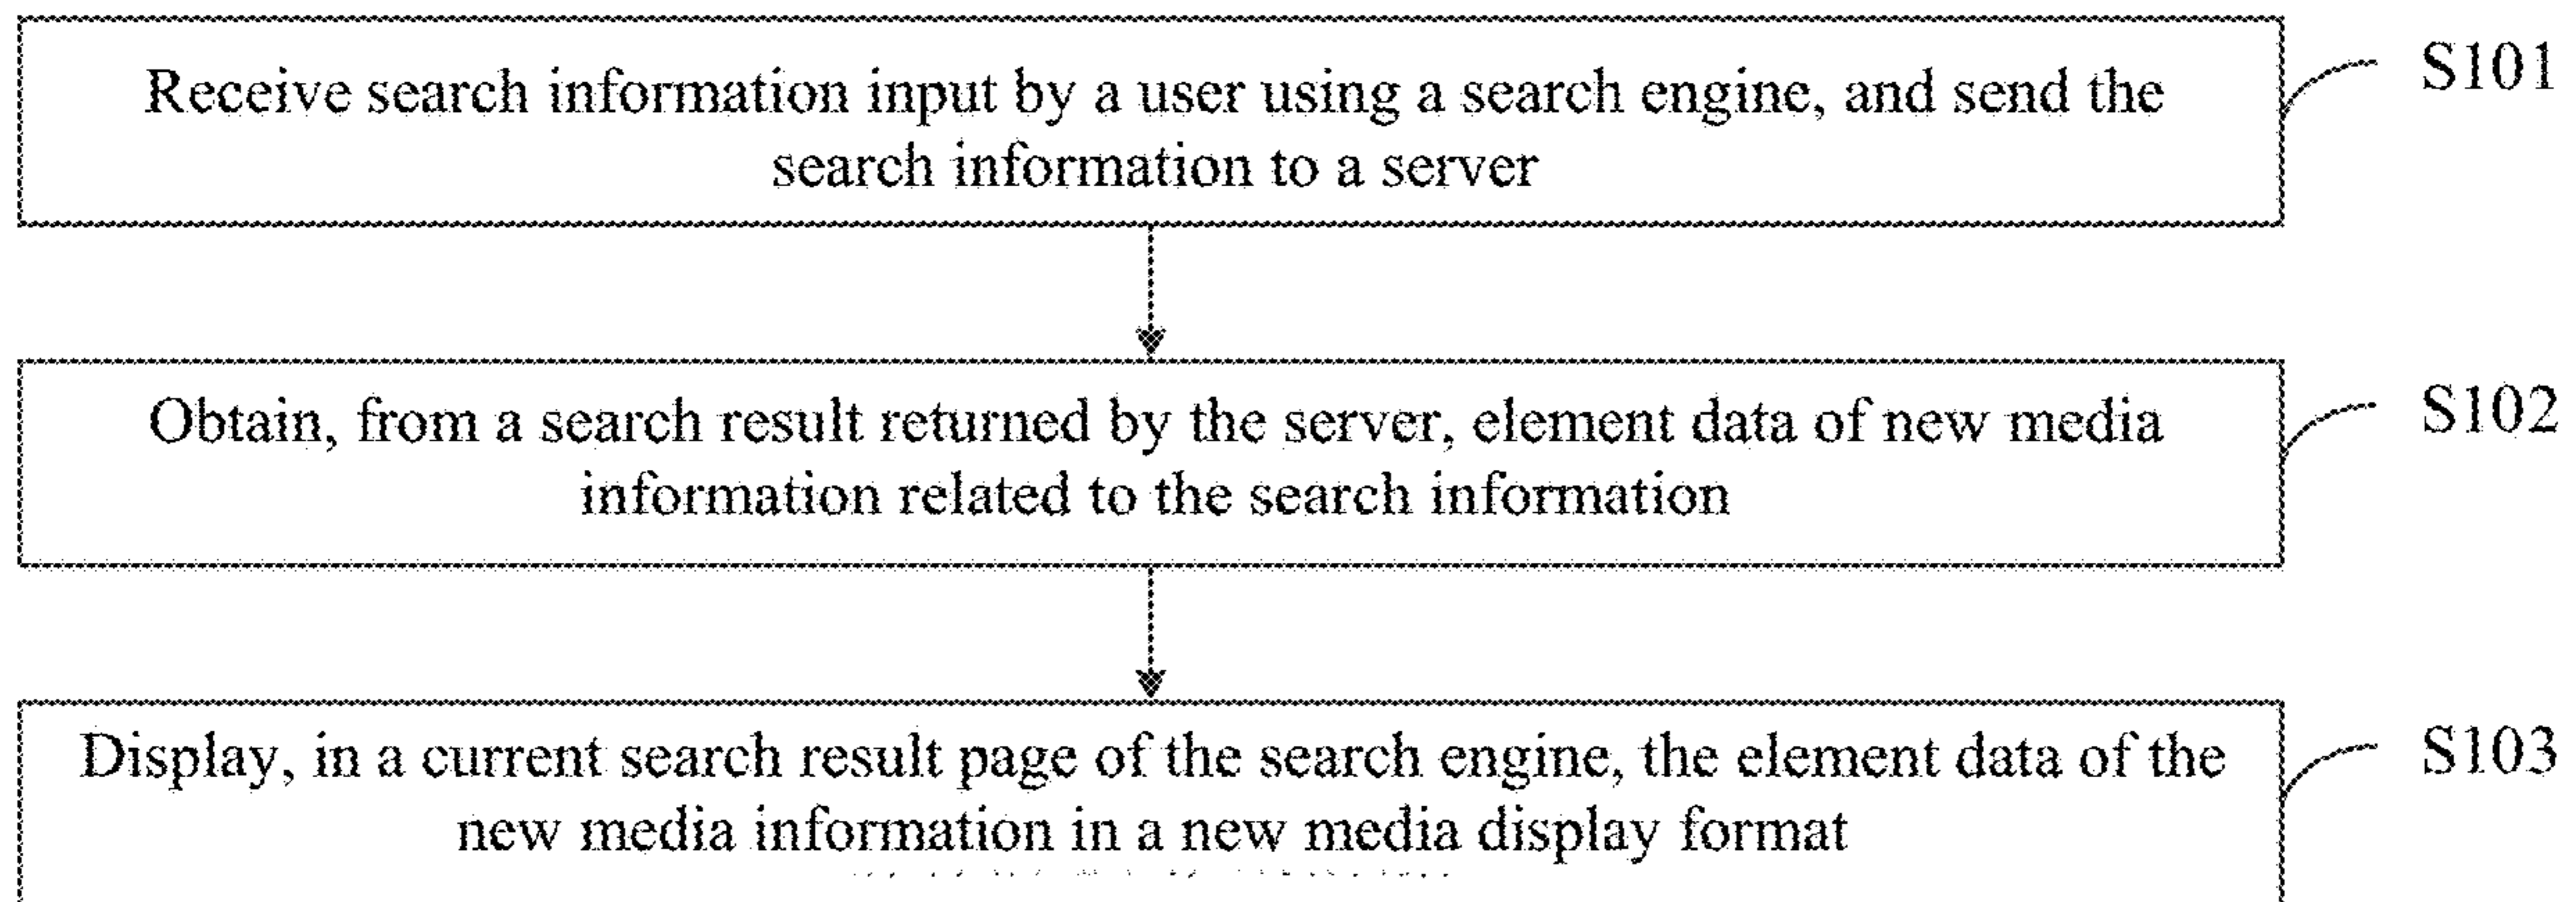 Receive search information input by a user using a search engine, and send the
search information to a server
S101
Obtain, from a search result returned by the server, element data of new media
information related to the search information
S102
Display, in a current search result page of the search engine, the element data of the
new media information in a new media display format
S103